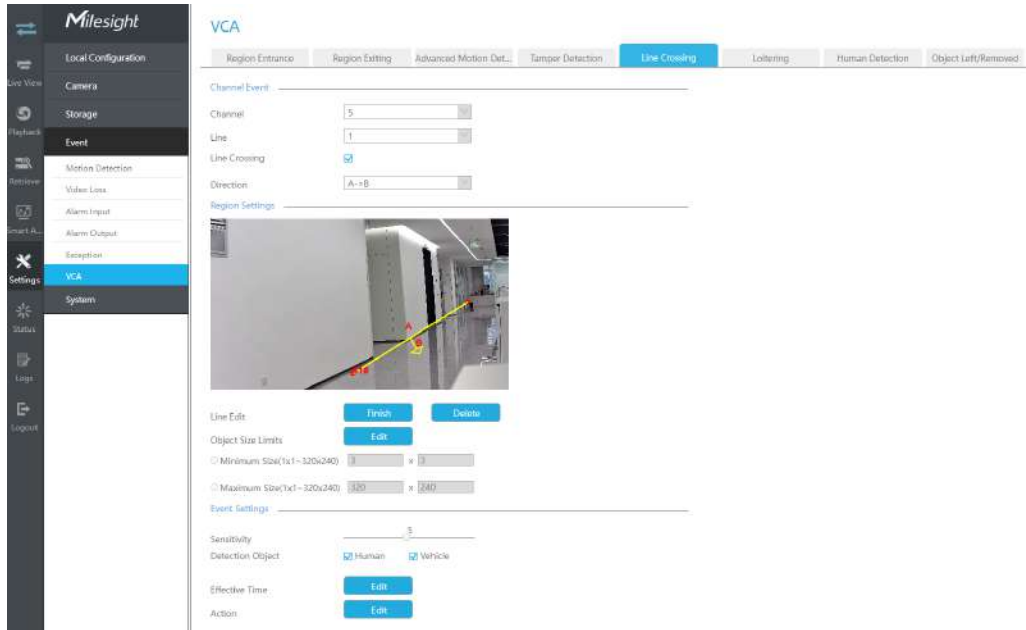 Milesight
Local Configuration
Camera
Storage
Event
Motion Detection
Video Loss
Alarm Input
Alarm Output
Exception
VCA
System
Live View
Playback
Retrieve
Smart A...
Settings
Status
Logs
Logout
VCA
Region Entrance
Region Exiting
Advanced Motion Det...
Tamper Detection
Line Crossing
Loitering
Human Detection
Object Left/Removed
Channel Event
Channel 5
Line 1
Line Crossing
Direction A->B
Region Settings
A
B
Line Edit Finish Delete
Object Size Limits Edit
Minimum Size(1x1~320x240) 3 x 3
Maximum Size(1x1~320x240) 320 x 240
Event Settings
Sensitivity 5
Detection Object Human Vehicle
Effective Time Edit
Action Edit